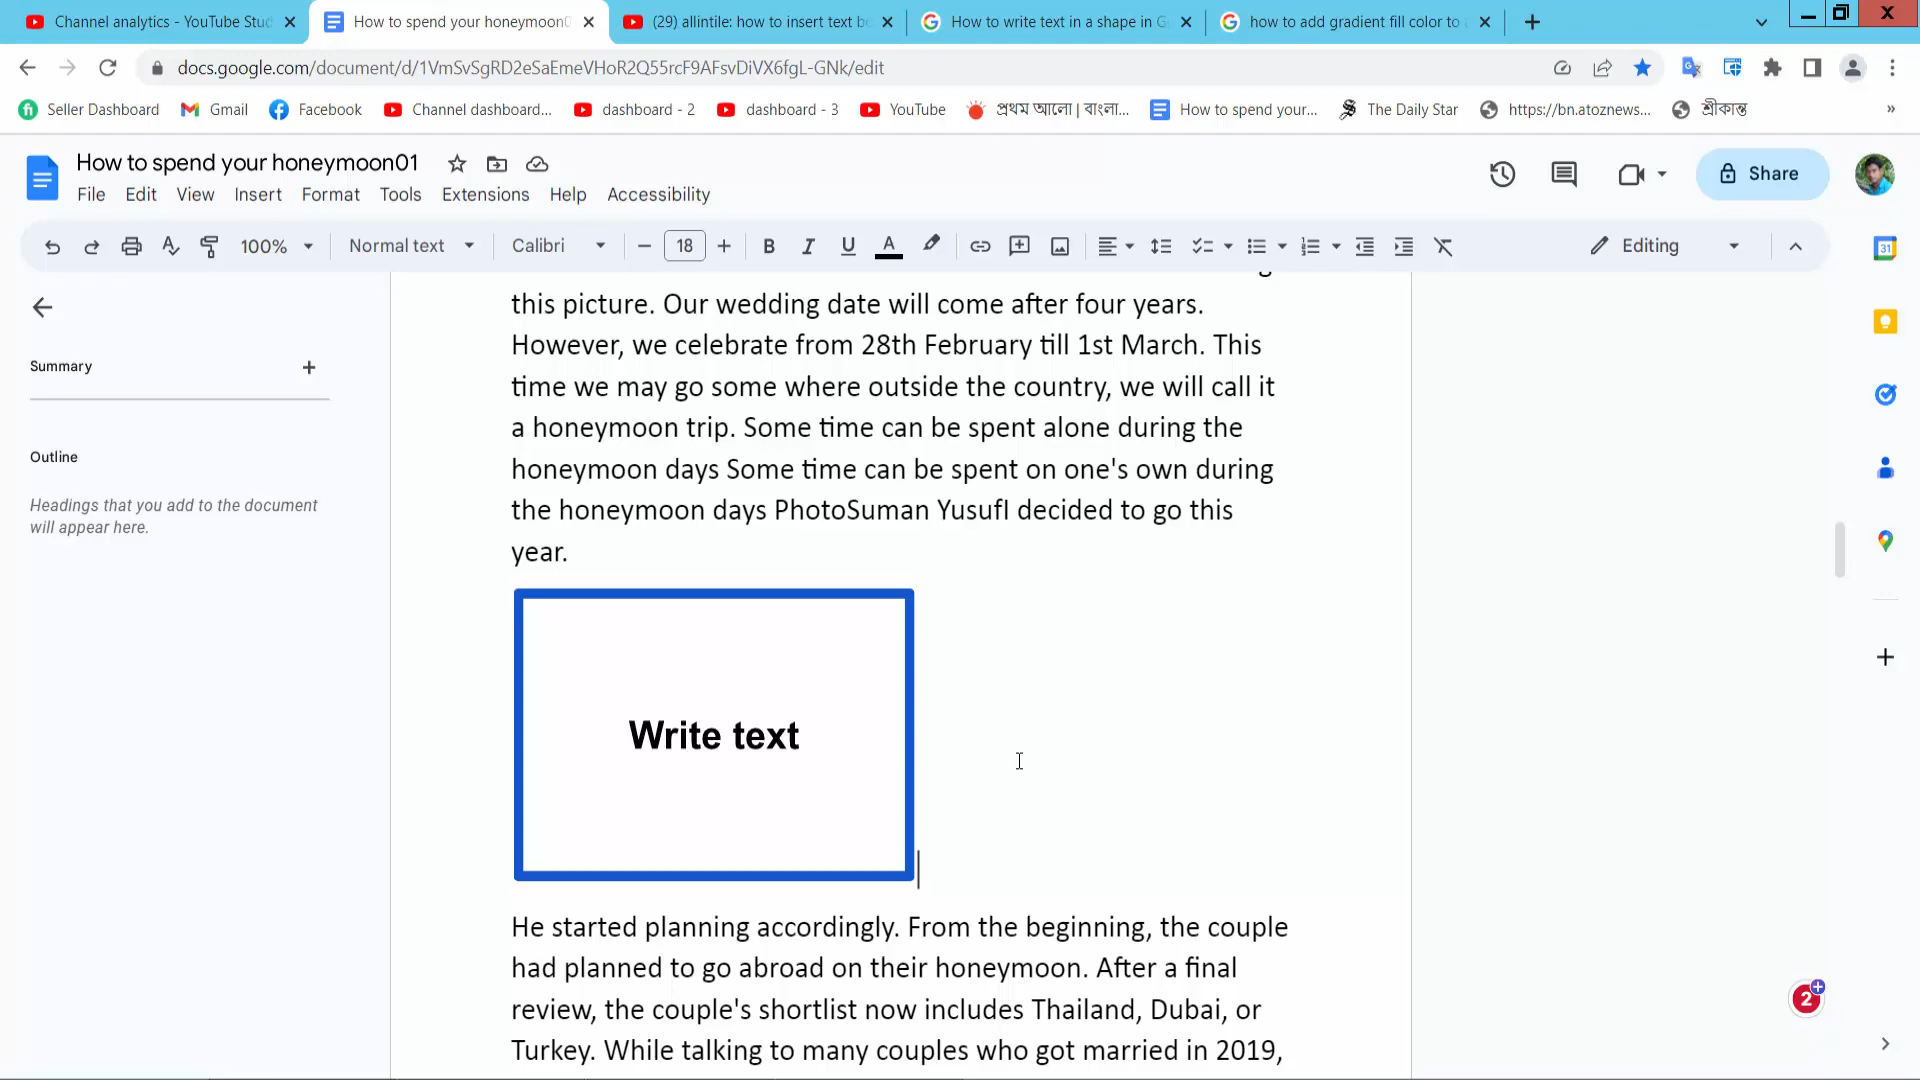 Channel analytics - YouTube Stud
How to spend your honeymoon0
(29) allintile: how to insert text b
How to write text in a shape in G
how to add gradient fill color to
docs.google.com/document/d/1VmSvSgRD2eSaEmeVHoR2Q55rcF9AFsvDiVX6fgL-GNk/edit
Seller Dashboard
Gmail
Facebook
Channel dashboard...
dashboard - 2
dashboard - 3
YouTube
প্রথম আলো | বাংলা...
How to spend your...
The Daily Star
https://bn.atoznews...
শ্রীকান্ত
How to spend your honeymoon01
Share
File Edit View Insert Format Tools Extensions Help Accessibility
100% Normal text Calibri 18 B I U A Editing
31
Summary
Outline
Headings that you add to the document
will appear here.
this picture. Our wedding date will come after four years.
However, we celebrate from 28th February till 1st March. This
time we may go some where outside the country, we will call it
a honeymoon trip. Some time can be spent alone during the
honeymoon days Some time can be spent on one's own during
the honeymoon days PhotoSuman YusufI decided to go this
year.
Write text
He started planning accordingly. From the beginning, the couple
had planned to go abroad on their honeymoon. After a final
review, the couple's shortlist now includes Thailand, Dubai, or
Turkey. While talking to many couples who got married in 2019,
2